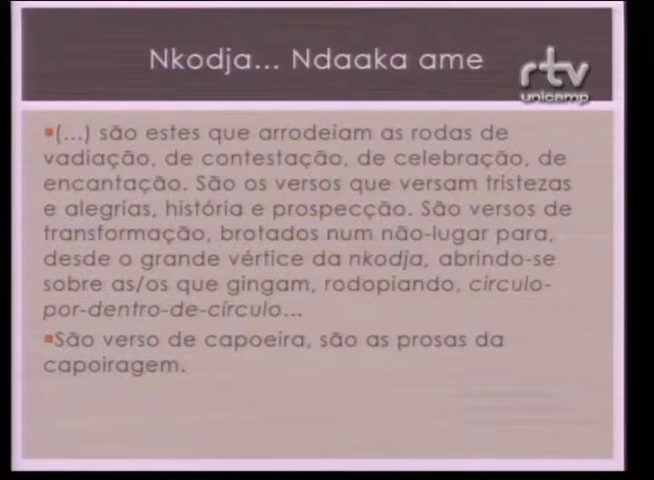 Nkodja... Ndaaka ame
rtv
unicamp
(...) são estes que arrodeiam as rodas de
vadiação, de contestação, de celebração, de
encantação. São os versos que versam tristezas
e alegrias, história e prospecção. São versos de
transformação, brotados num não-lugar para,
desde o grande vértice da nkodja, abrindo-se
sobre as/os que gingam, rodopiando, círculo-
por-dentro-de-círculo...
São verso de capoeira, são as prosas da
capoiragem.